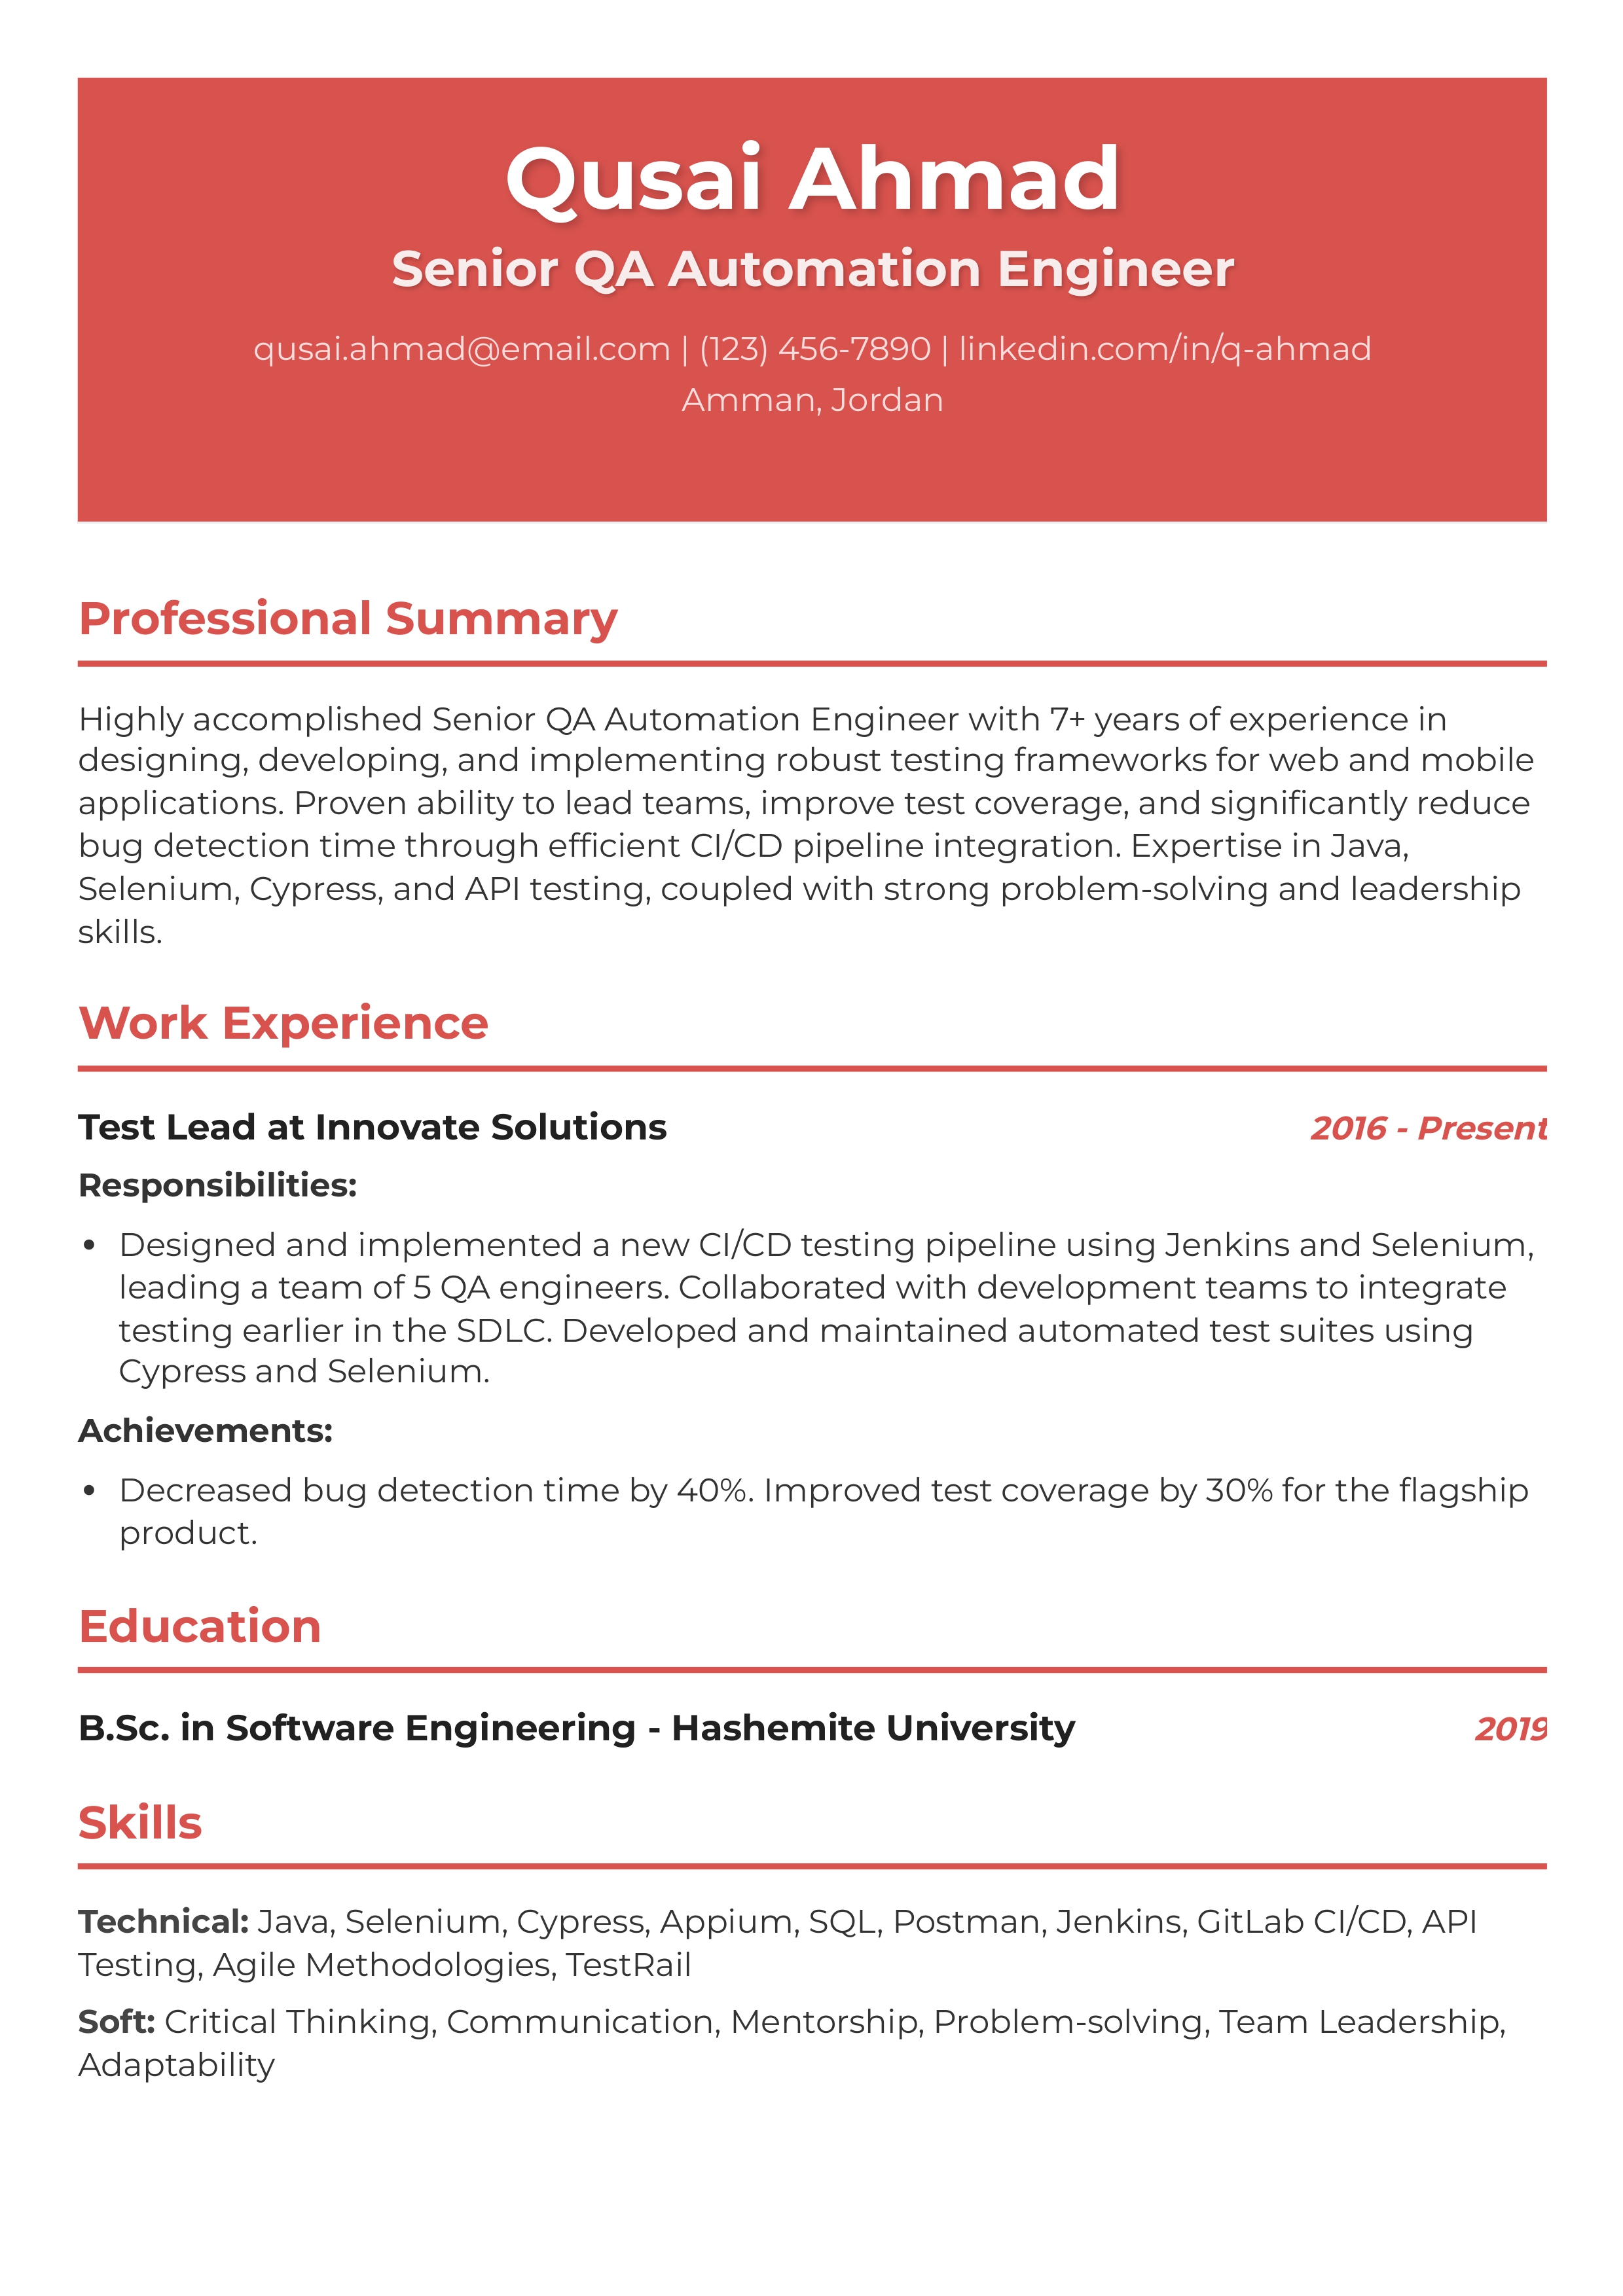 Qusai Ahmad
Senior QA Automation Engineer
qusai.ahmad@email.com | (123) 456-7890 | linkedin.com/in/q-ahmad
Amman, Jordan
Professional Summary
Highly accomplished Senior QA Automation Engineer with 7+ years of experience in
designing, developing, and implementing robust testing frameworks for web and mobile
applications. Proven ability to lead teams, improve test coverage, and significantly reduce
bug detection time through efficient CI/CD pipeline integration. Expertise in Java,
Selenium, Cypress, and API testing, coupled with strong problem-solving and leadership
skills.
Work Experience
Test Lead at Innovate Solutions 2016 - Present
Responsibilities:
• Designed and implemented a new CI/CD testing pipeline using Jenkins and Selenium,
leading a team of 5 QA engineers. Collaborated with development teams to integrate
testing earlier in the SDLC. Developed and maintained automated test suites using
Cypress and Selenium.
Achievements:
• Decreased bug detection time by 40%. Improved test coverage by 30% for the flagship
product.
Education
B.Sc. in Software Engineering - Hashemite University 2019
Skills
Technical: Java, Selenium, Cypress, Appium, SQL, Postman, Jenkins, GitLab CI/CD, API
Testing, Agile Methodologies, TestRail
Soft: Critical Thinking, Communication, Mentorship, Problem-solving, Team Leadership,
Adaptability